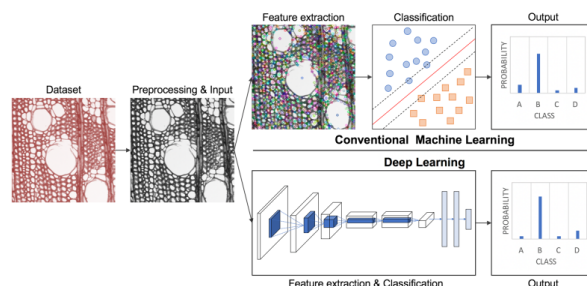 Feature extraction
Classification
Output
Dataset
Preprocessing & Input
PROBABILITY
A B C D
CLASS
Conventional Machine Learning
Deep Learning
PROBABILITY
A B C D
CLASS
Feature extraction & Classification
Output